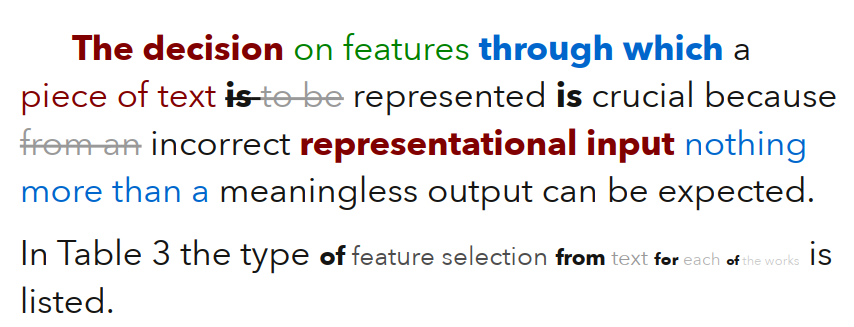 The decision on features through which a
piece of text is to be represented is crucial because
from an incorrect representational input nothing
more than a meaningless output can be expected.
In Table 3 the type of feature selection from text for each of the works is
listed.